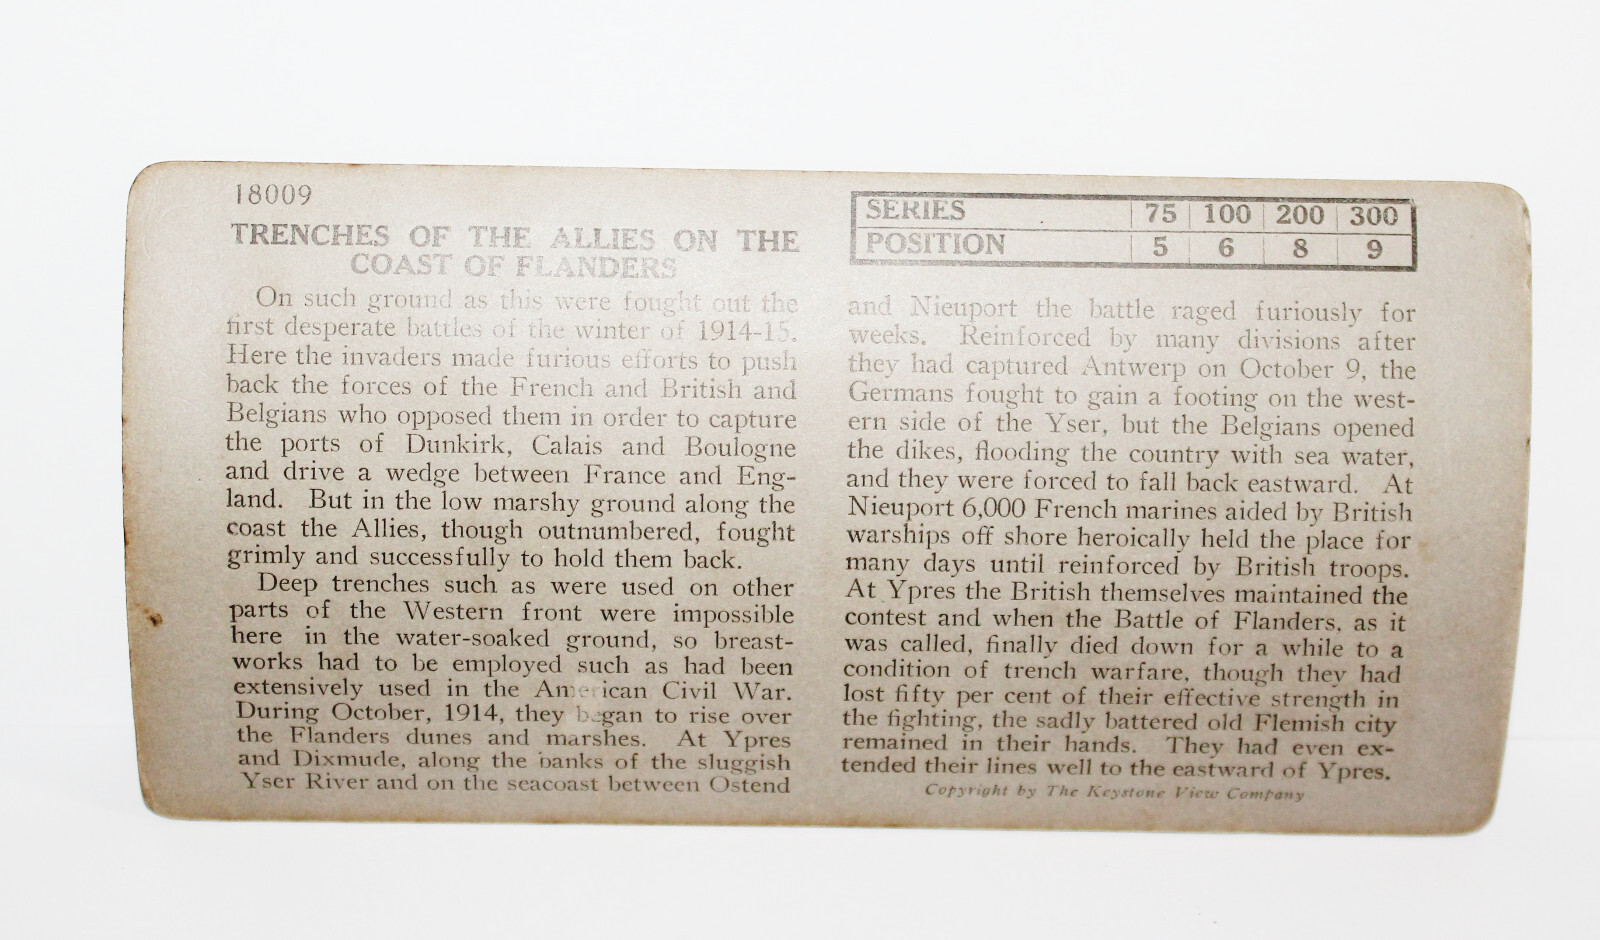 18009
TRENCHES OF THE ALLIES ON THE
COAST OF FLANDERS
On such ground as this were fought out the
first desperate battles of the winter of 1914-15.
Here the invaders made furious efforts to push
back the forces of the French and British and
Belgians who opposed them in order to capture
the ports of Dunkirk, Calais and Boulogne
and drive a wedge between France and Eng-
land. But in the low marshy ground along the
coast the Allies, though outnumbered, fought
grimly and successfully to hold them back.
Deep trenches such as were used on other
parts of the Western front were impossible
here in the water-soaked ground, so breast-
works had to be employed such as had been
extensively used in the American Civil War.
During October, 1914, they began to rise over
the Flanders dunes and marshes. At Ypres
and Dixmude, along the banks of the sluggish
Yser River and on the seacoast between Ostend
SERIES 75 100 200 300
POSITION 5 6 8 9
and Nieuport the battle raged furiously for
weeks. Reinforced by many divisions after
they had captured Antwerp on October 9, the
Germans fought to gain a footing on the west-
ern side of the Yser, but the Belgians opened
the dikes, flooding the country with sea water,
and they were forced to fall back eastward. At
Nieuport 6,000 French marines aided by British
warships off shore heroically held the place for
many days until reinforced by British troops.
At Ypres the British themselves maintained the
contest and when the Battle of Flanders, as it
was called, finally died down for a while to a
condition of trench warfare, though they had
lost fifty per cent of their effective strength in
the fighting, the sadly battered old Flemish city
remained in their hands. They had even ex-
tended their lines well to the eastward of Ypres.
Copyright by The Keystone View Company